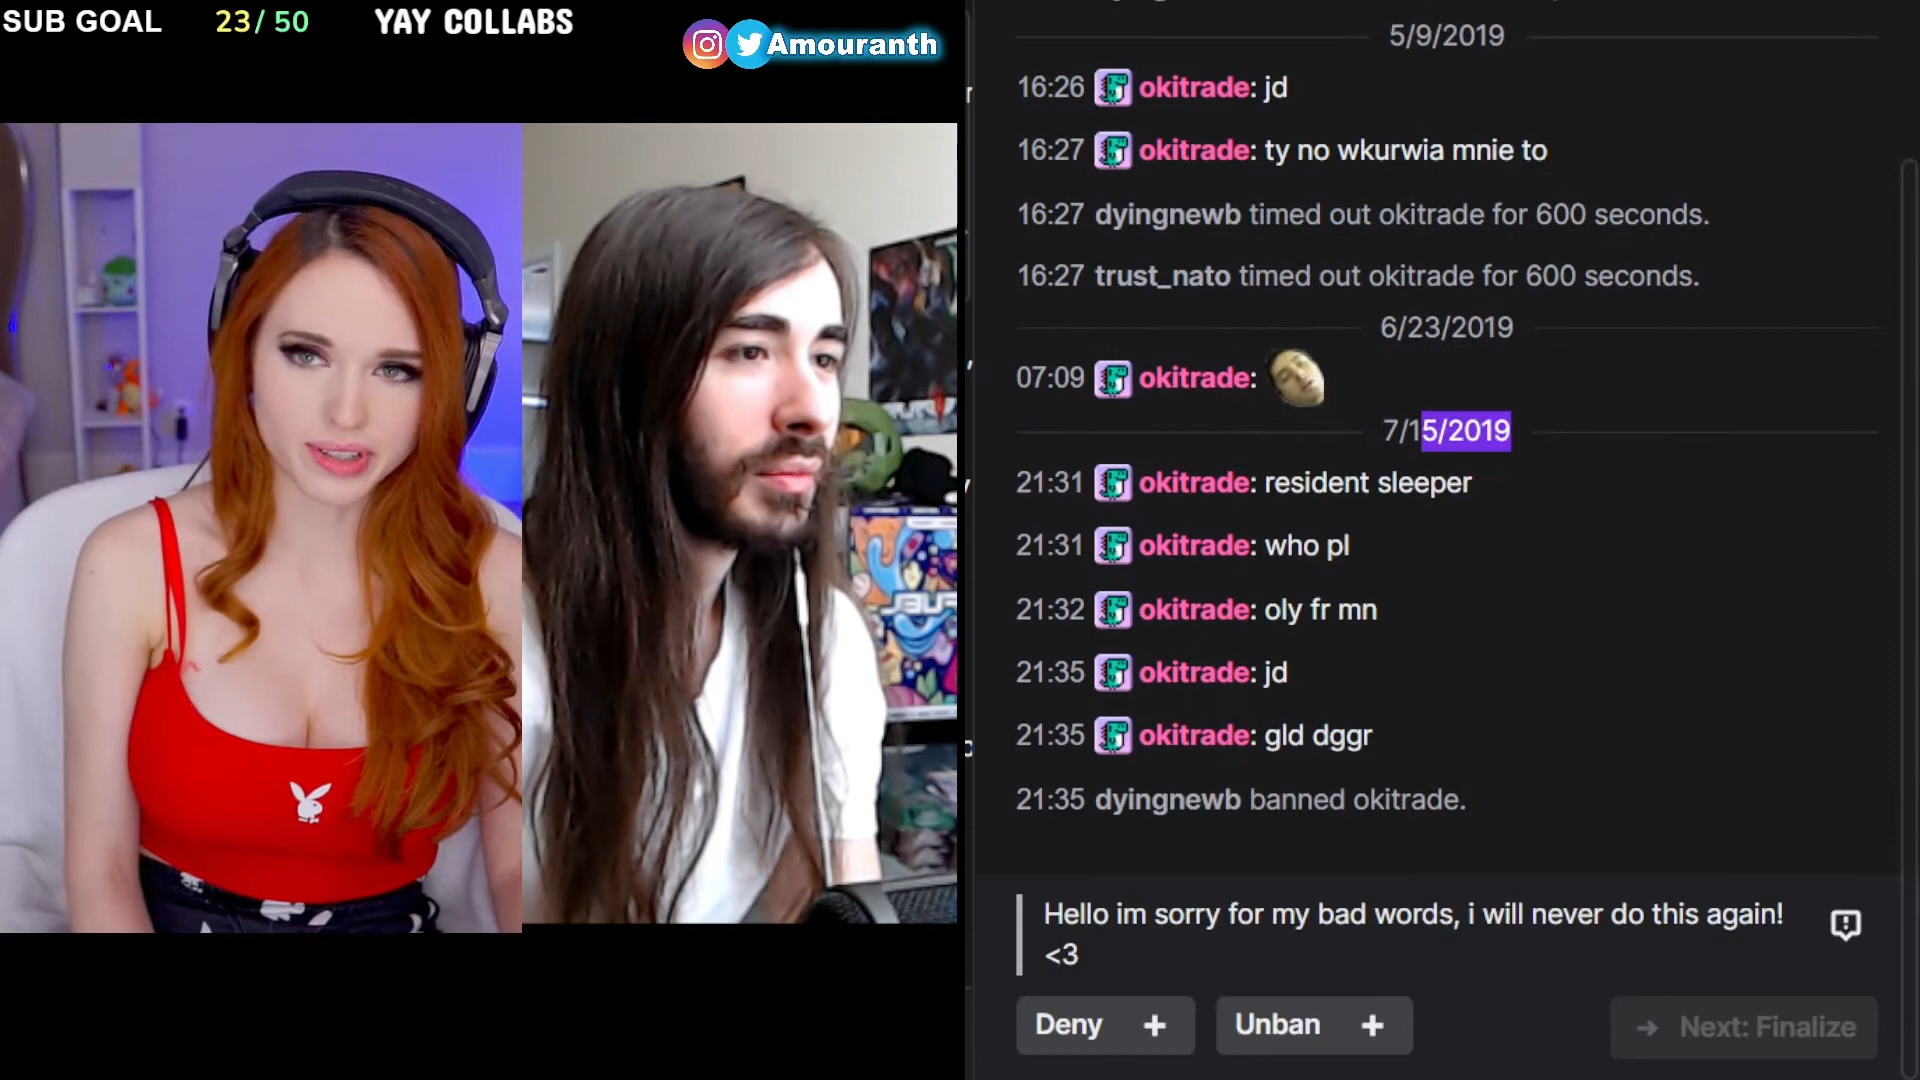 SUB GOAL 23/ 50 YAY COLLABS
Amouranth
5/9/2019
16:26 okitrade: jd
16:27 okitrade: ty no wkurwia mnie to
16:27 dyingnewb timed out okitrade for 600 seconds.
16:27 trust_nato timed out okitrade for 600 seconds.
6/23/2019
07:09 okitrade:
7/15/2019
21:31 okitrade: resident sleeper
21:31 okitrade: who pl
21:32 okitrade: oly fr mn
21:35 okitrade: jd
21:35 okitrade: gld dggr
21:35 dyingnewb banned okitrade.
Hello im sorry for my bad words, i will never do this again!
<3
Deny + Unban + → Next: Finalize